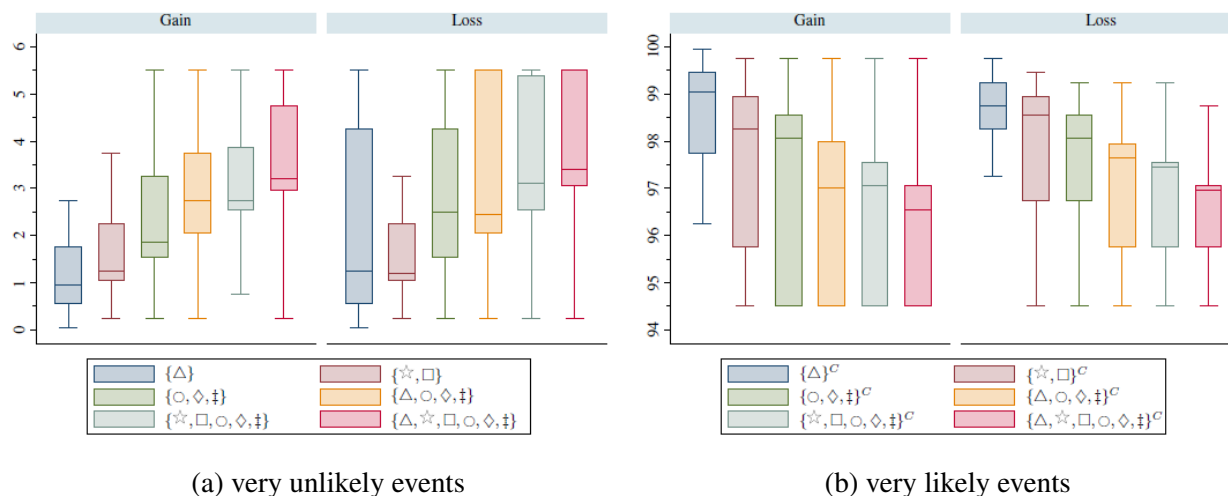 Gain Loss
6
5
4
3
2
1
0
{△} {☆,□}
{○,◇,‡} {△,○,◇,‡}
{☆,□,○,◇,‡} {△,☆,□,○,◇,‡}
(a) very unlikely events
Gain Loss
100
99
98
97
96
95
94
{△}ᶜ {☆,□}ᶜ
{○,◇,‡}ᶜ {△,○,◇,‡}ᶜ
{☆,□,○,◇,‡}ᶜ {△,☆,□,○,◇,‡}ᶜ
(b) very likely events